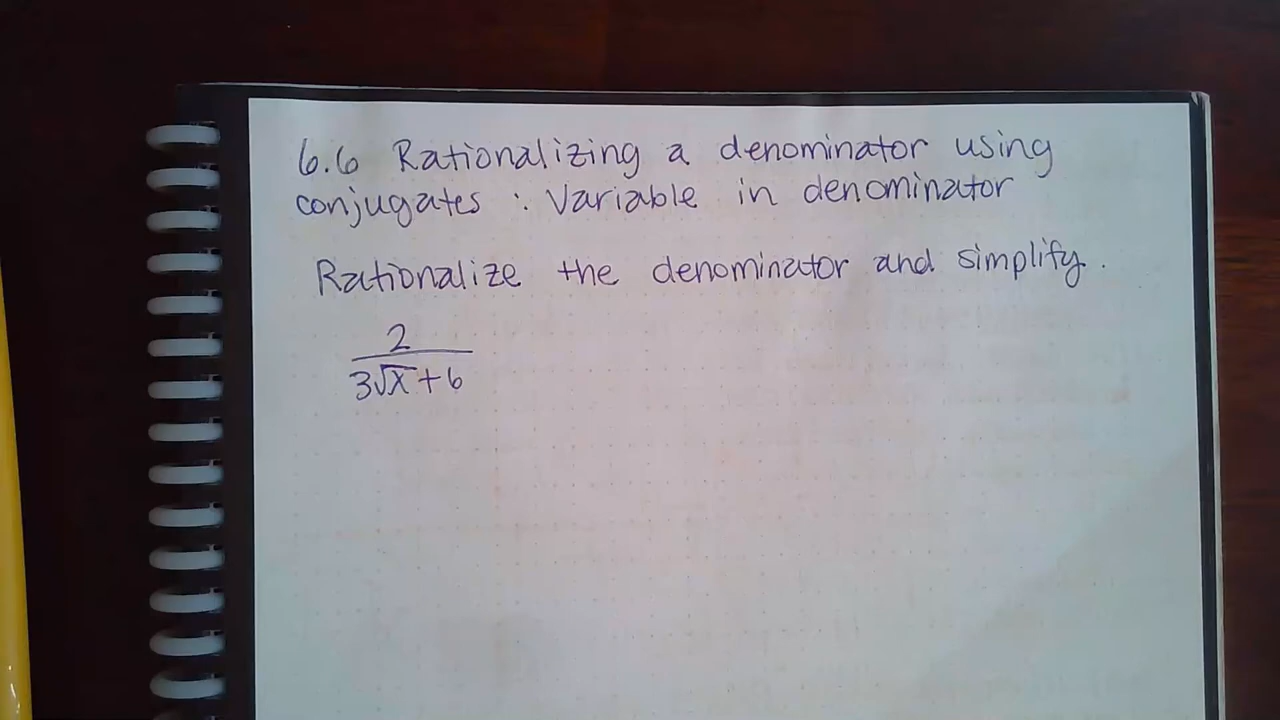 6.6 Rationalizing a denominator using
conjugates : Variable in denominator
Rationalize the denominator and simplify.
2
3√x+6